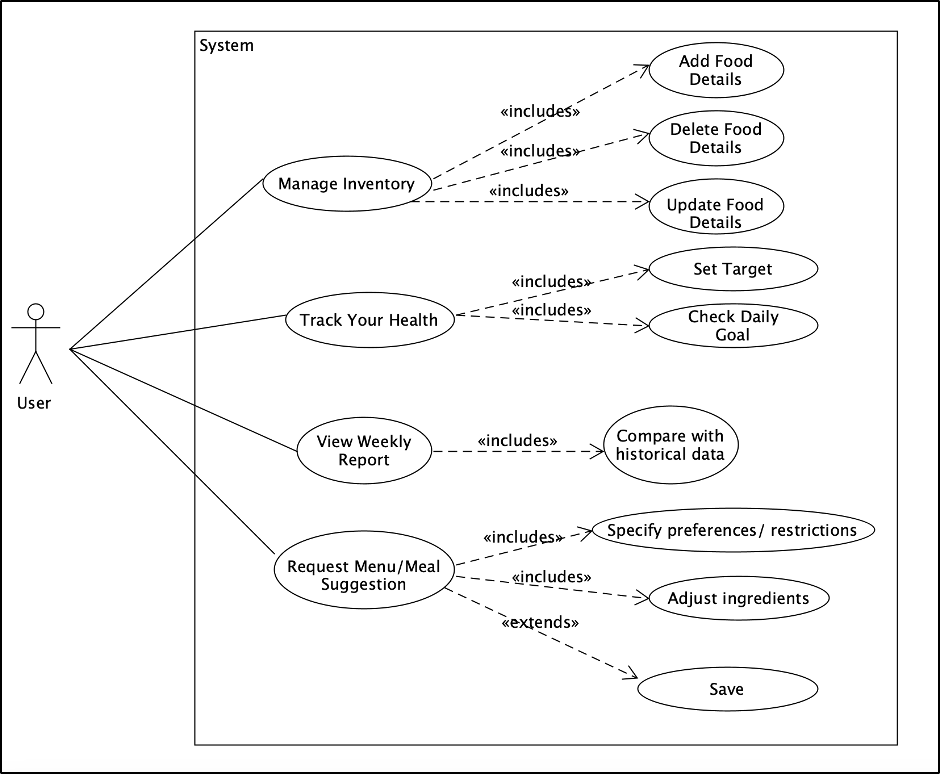 System
Add Food
Details
«includes»
Delete Food
Details
«includes»
Manage Inventory
«includes»
Update Food
Details
Set Target
«includes»
Track Your Health
«includes»
Check Daily
Goal
User
View Weekly
Report
«includes»
Compare with
historical data
Specify preferences/ restrictions
«includes»
Request Menu/Meal
Suggestion
«includes»
Adjust ingredients
«extends»
Save